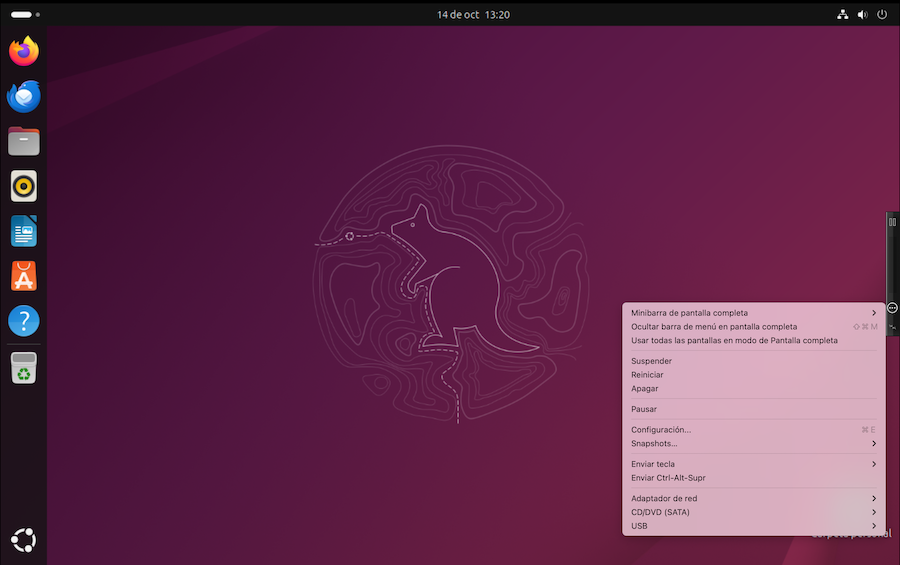 14 de oct 13:20
Minibarra de pantalla completa
Ocultar barra de menú en pantalla completa ⇧⌘M
Usar todas las pantallas en modo de Pantalla completa
Suspender
Reiniciar
Apagar
Pausar
Configuración... ⌘E
Snapshots...
Enviar tecla
Enviar Ctrl-Alt-Supr
Adaptador de red
CD/DVD (SATA)
USB
Carpeta personal